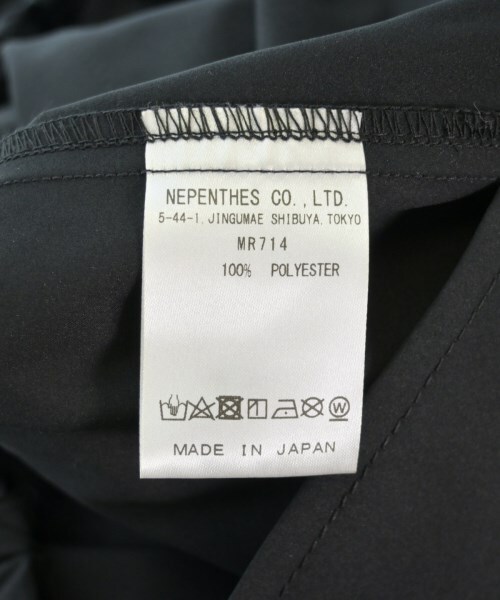 NEPENTHES CO.,LTD.
5-44-1. JINGUMAE SHIBUYA. TOKYO
MR714
100% POLYESTER
W
MADE IN JAPAN